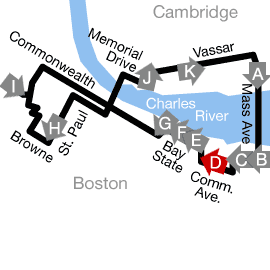 Cambridge
Memorial
Drive
Vassar
Commonwealth
J
K
A
I
Charles
River
Mass Ave
H
St. Paul
Browne
G
F
E
Bay
State
D
C
B
Comm.
Ave.
Boston